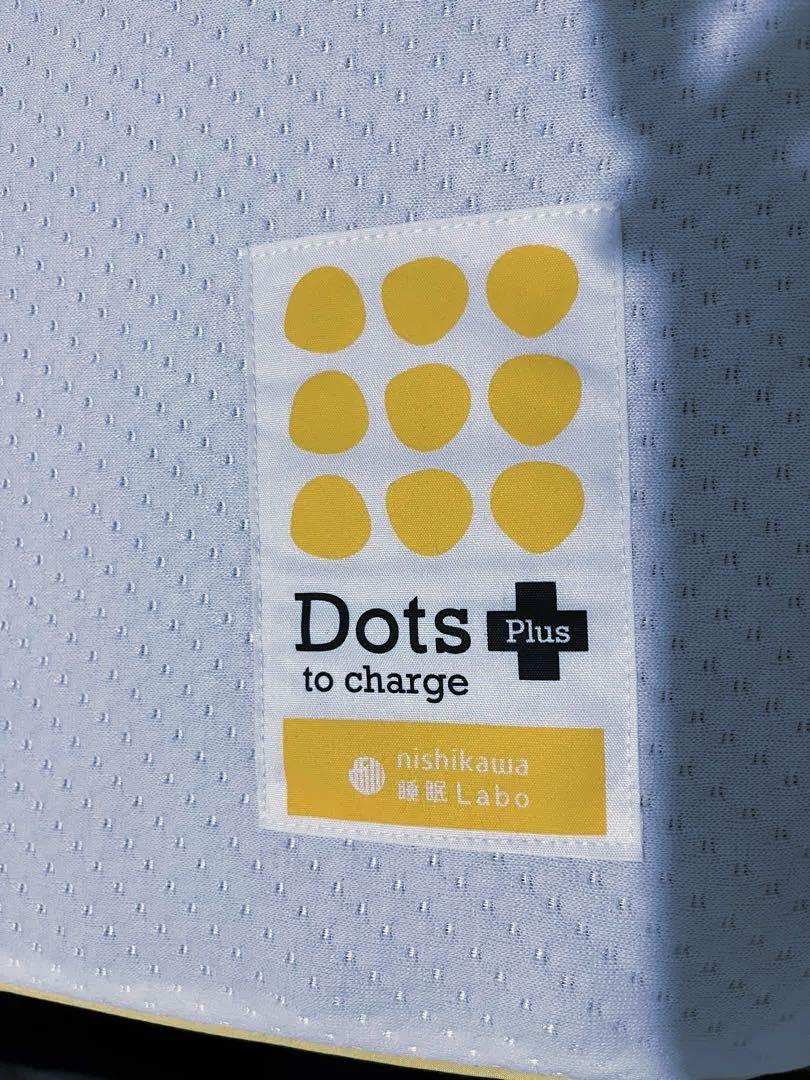 Dots Plus
to charge
nishikawa
睡眠 Labo